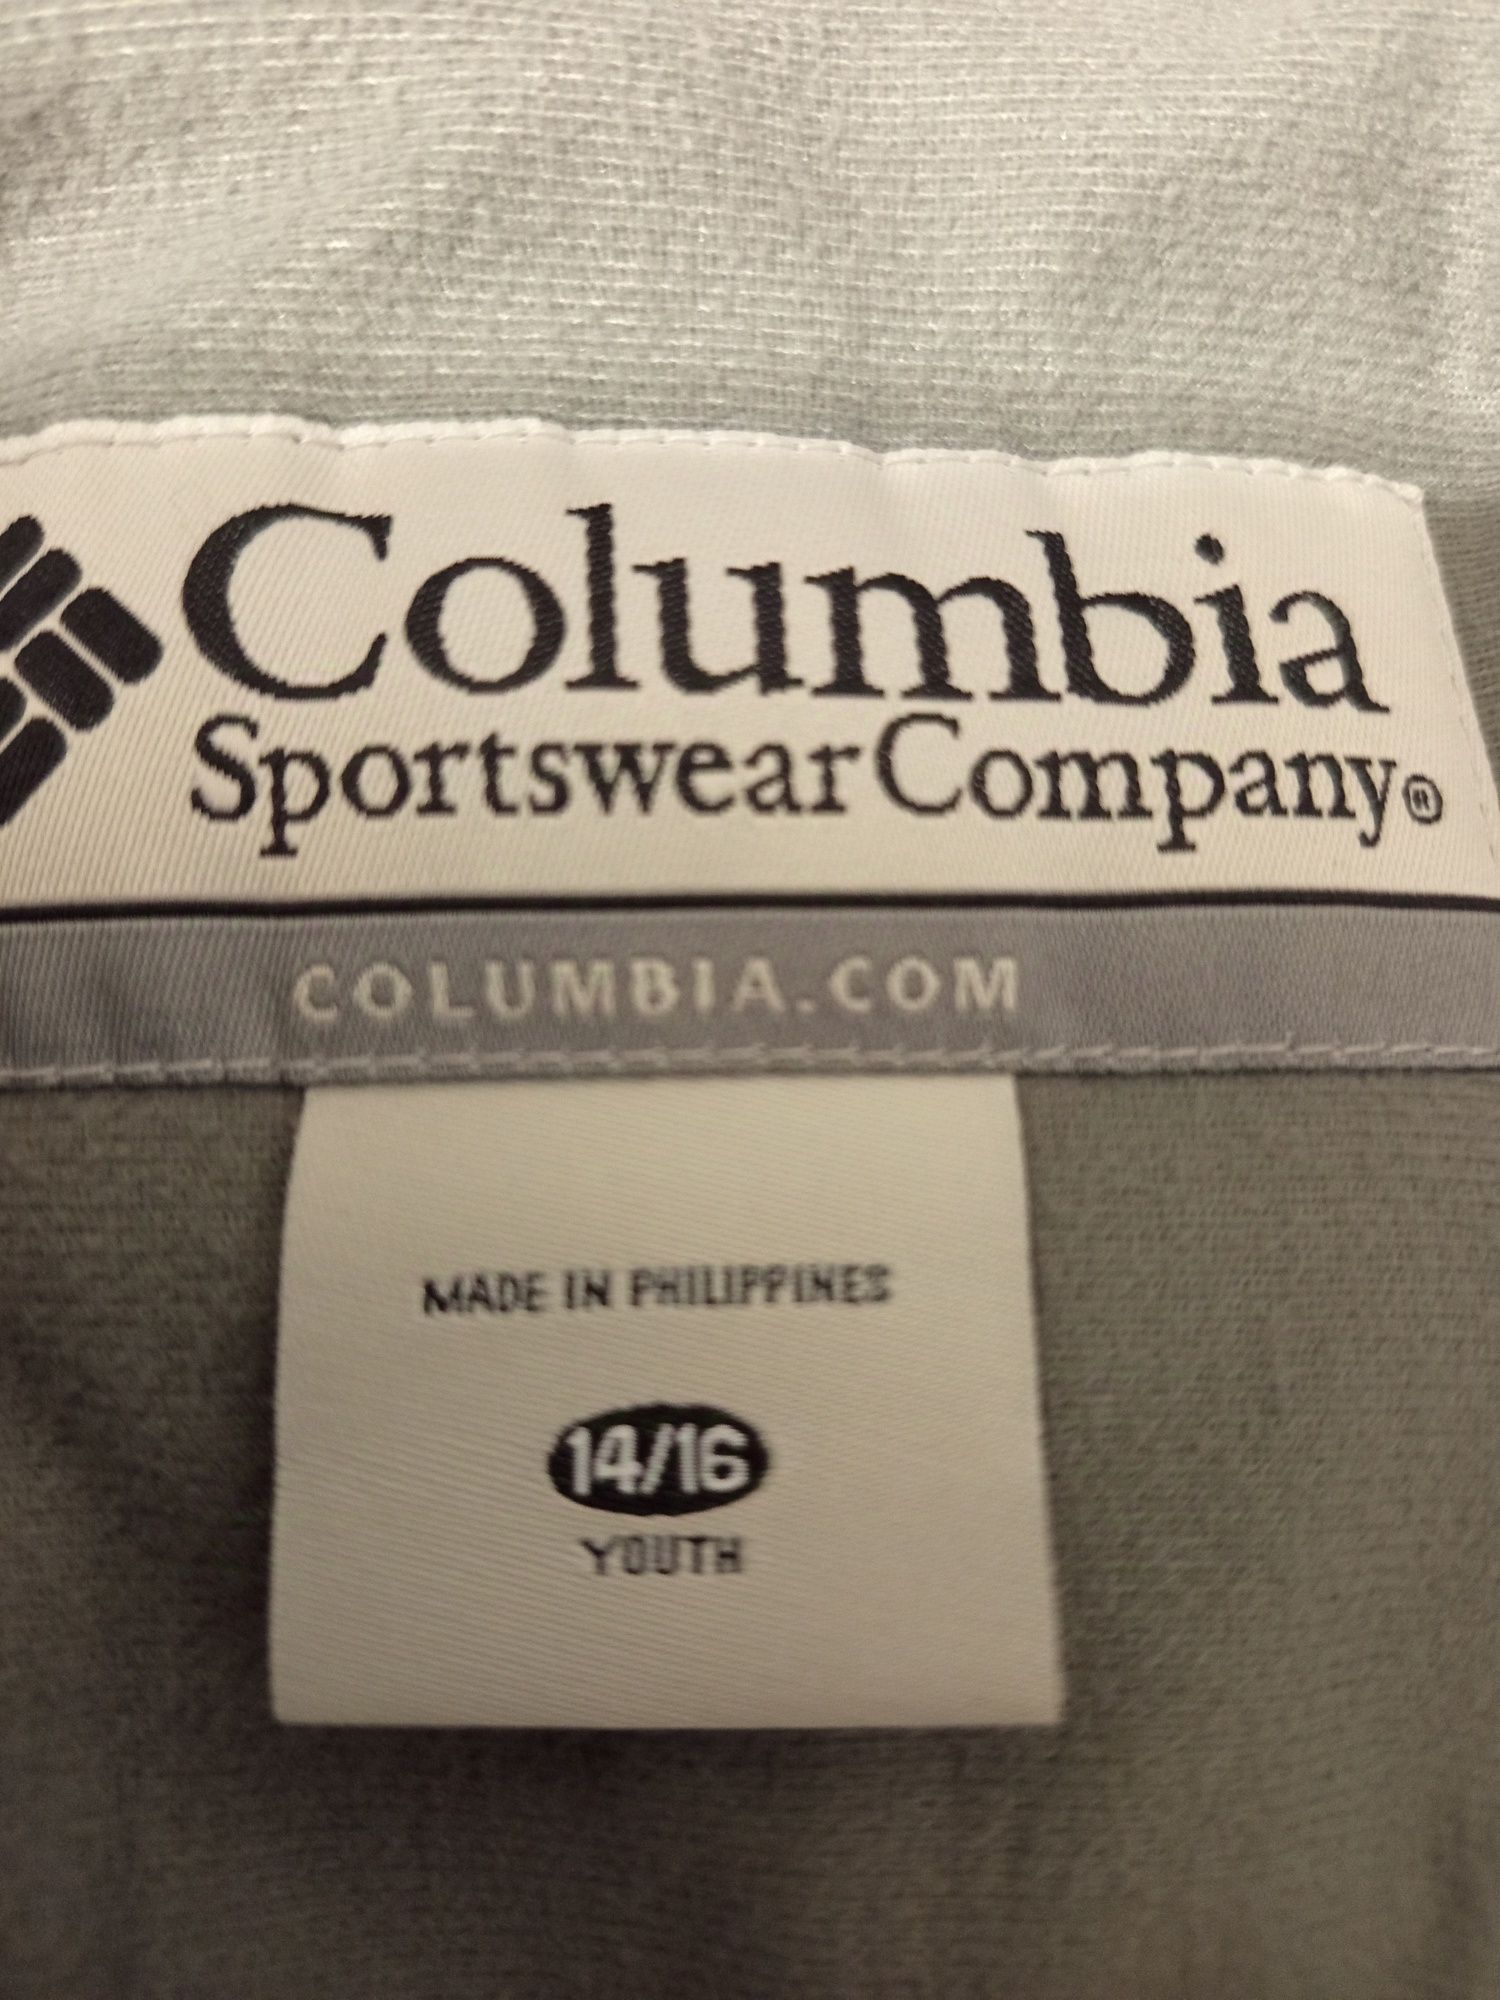 Columbia
Sportswear Company®
COLUMBIA.COM
MADE IN PHILIPPINES
14/16
YOUTH